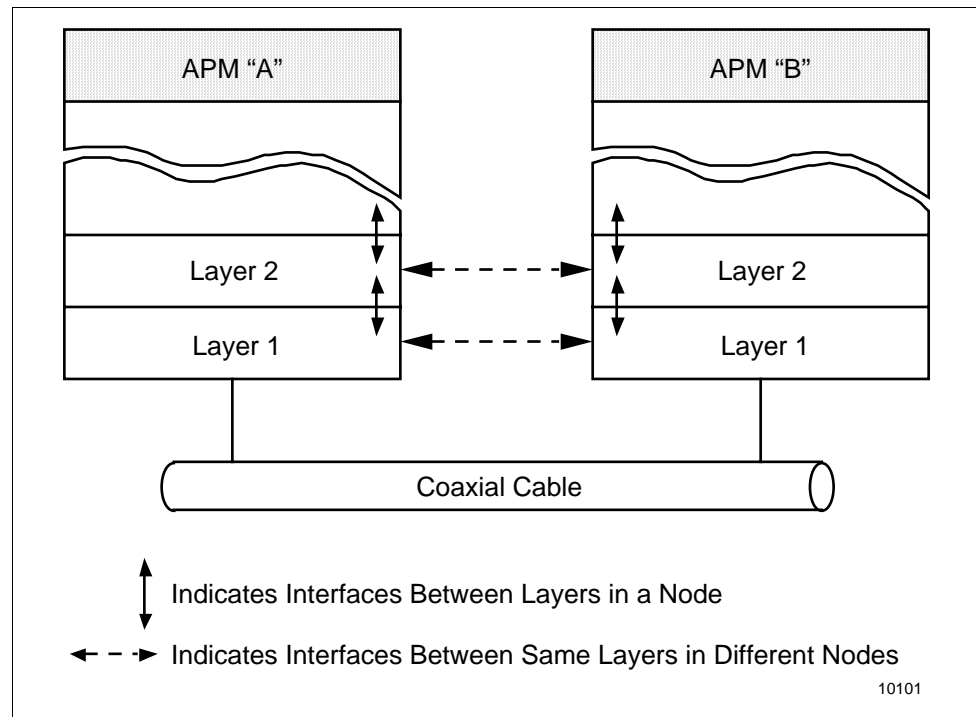 APM “A”
APM “B”
Layer 2
Layer 2
Layer 1
Layer 1
Coaxial Cable
Indicates Interfaces Between Layers in a Node
Indicates Interfaces Between Same Layers in Different Nodes
10101